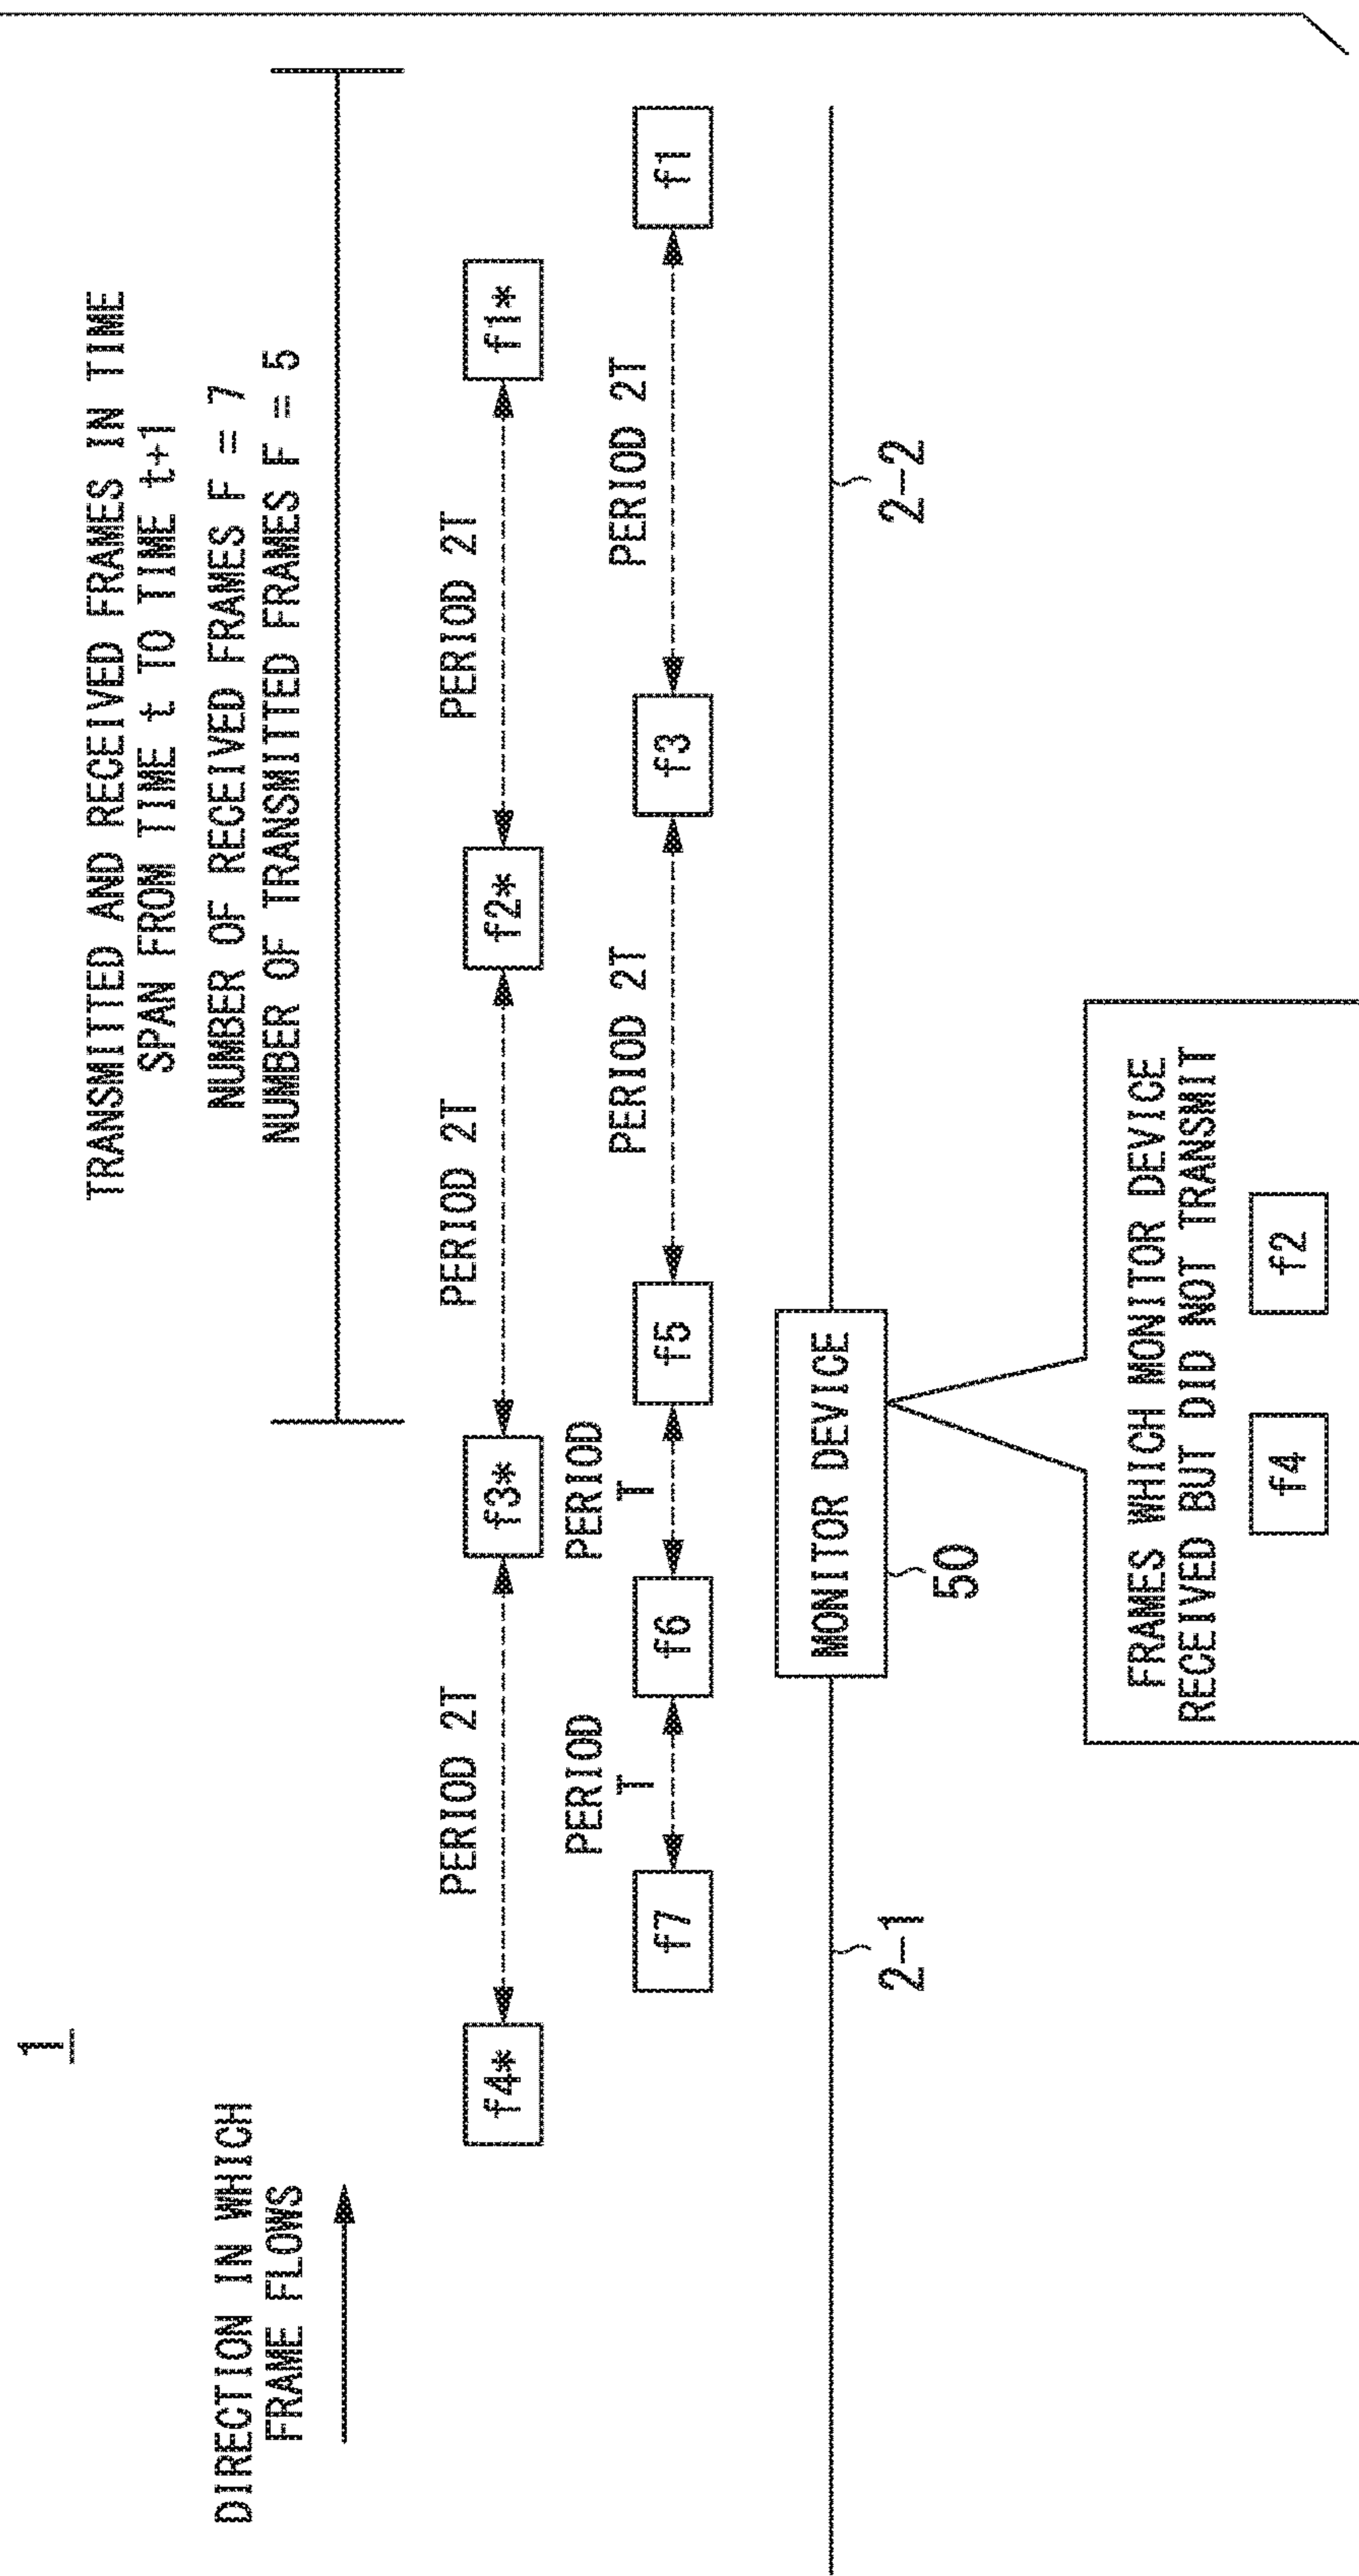 1
DIRECTION IN WHICH
FRAME FLOWS
TRANSMITTED AND RECEIVED FRAMES IN TIME
SPAN FROM TIME t TO TIME t+1
NUMBER OF RECEIVED FRAMES F = 7
NUMBER OF TRANSMITTED FRAMES F = 5
PERIOD 2T PERIOD 2T PERIOD 2T
f4* f3* f2* f1*
PERIOD T PERIOD T PERIOD 2T PERIOD 2T
f7 f6 f5 f3 f1
MONITOR DEVICE
2-1 50 2-2
FRAMES WHICH MONITOR DEVICE
RECEIVED BUT DID NOT TRANSMIT
f4 f2